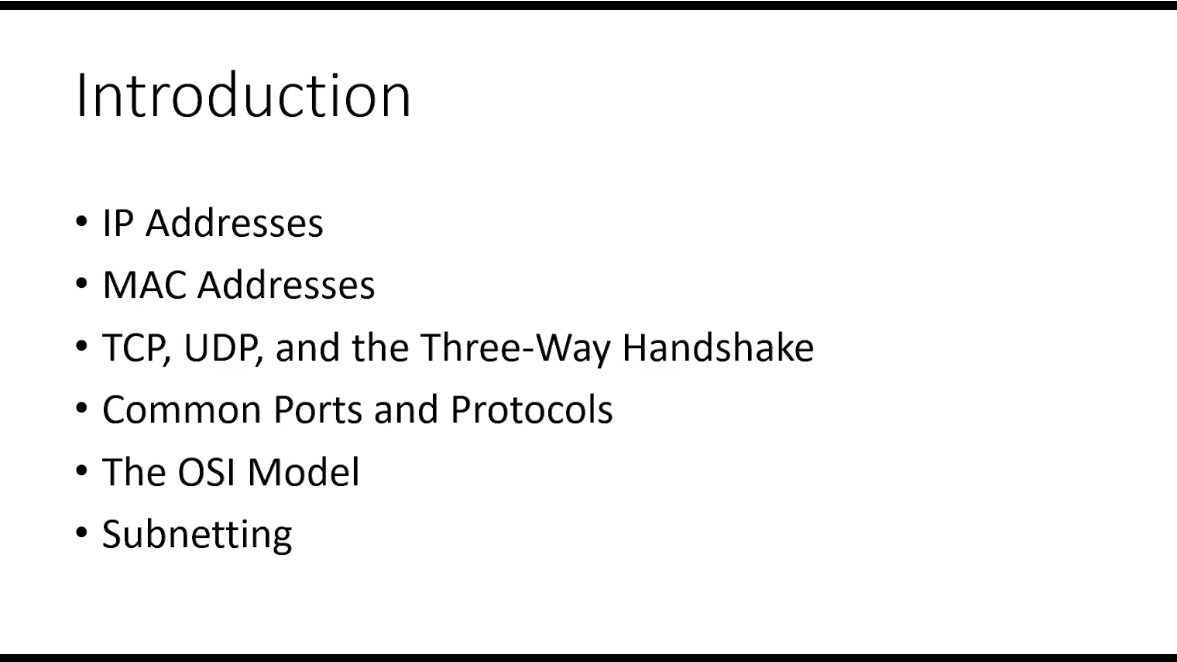 Introduction
• IP Addresses
• MAC Addresses
• TCP, UDP, and the Three-Way Handshake
• Common Ports and Protocols
• The OSI Model
• Subnetting